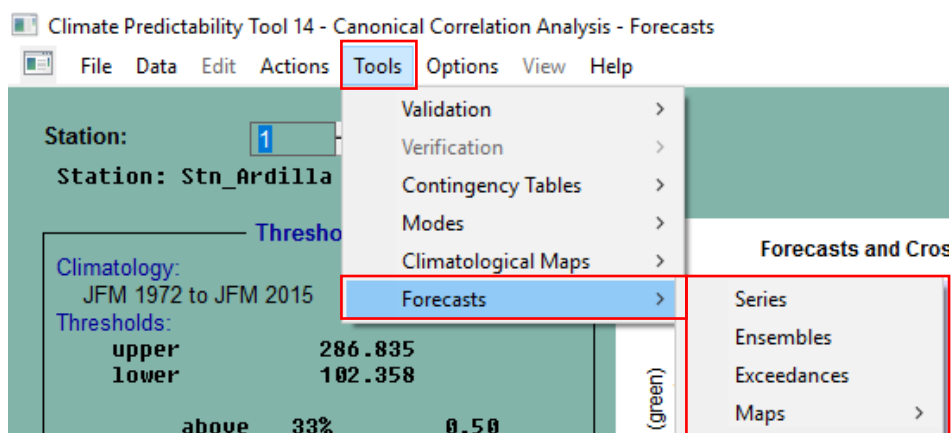 Climate Predictability Tool 14 - Canonical Correlation Analysis - Forecasts
File Data Edit Actions Tools Options View Help
Station: 1
Station: Stn_Ardilla
Validation
Verification
Contingency Tables
Modes
Climatological Maps
Forecasts
Thresho
Climatology:
JFM 1972 to JFM 2015
Thresholds:
upper 286.835
lower 102.358
above 33% 0.50
Forecasts and Cros
Series
Ensembles
Exceedances
Maps
(green)